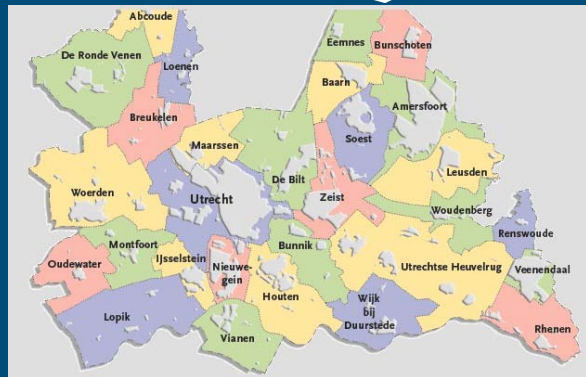 Abcoude
Eemnes
Bunschoten
De Ronde Venen
Loenen
Baarn
Amersfoort
Breukelen
Soest
Maarssen
Leusden
De Bilt
Woerden
Utrecht
Zeist
Woudenberg
Renswoude
Montfoort
Bunnik
Oudewater
IJsselstein
Nieuwe-
gein
Utrechtse Heuvelrug
Veenendaal
Houten
Wijk
bij
Duurstede
Lopik
Vianen
Rhenen